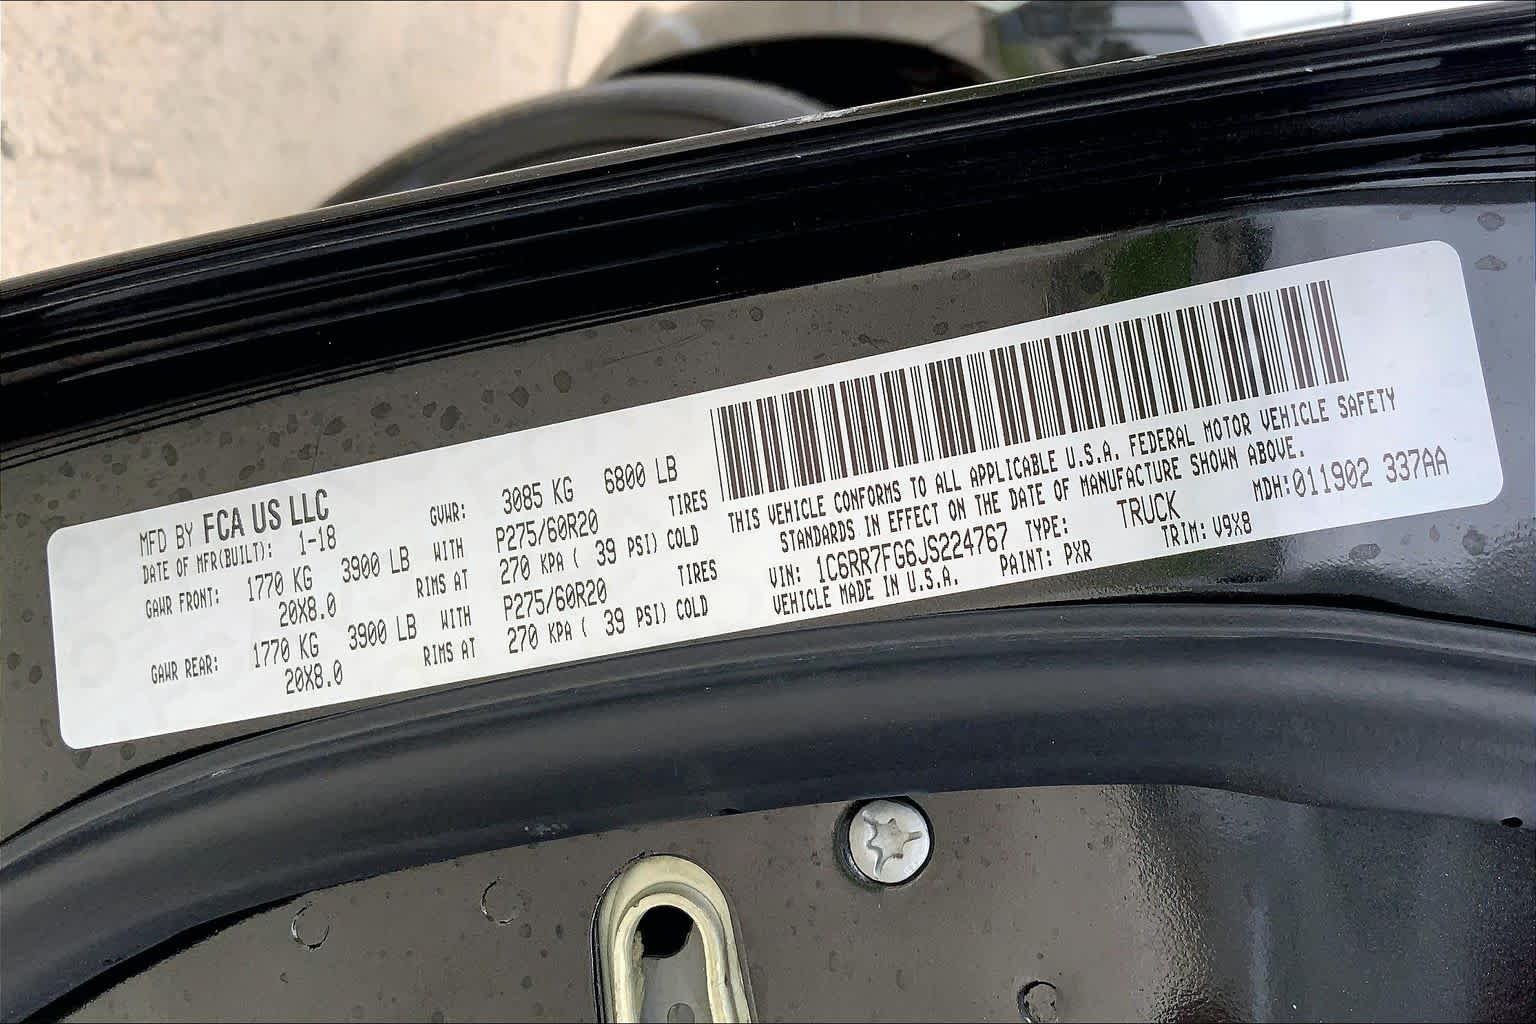 MFD BY FCA US LLC
DATE OF MFR(BUILT): 1-18
GVWR: 3085 KG 6800 LB
GAWR FRONT: 1770 KG 3900 LB WITH P275/60R20 TIRES
20X8.0 RIMS AT 270 KPA ( 39 PSI) COLD
GAWR REAR: 1770 KG 3900 LB WITH P275/60R20 TIRES
20X8.0 RIMS AT 270 KPA ( 39 PSI) COLD
THIS VEHICLE CONFORMS TO ALL APPLICABLE U.S.A. FEDERAL MOTOR VEHICLE SAFETY
STANDARDS IN EFFECT ON THE DATE OF MANUFACTURE SHOWN ABOVE.
MDH:011902 337AA
VIN: 1C6RR7FG6JS224767 TYPE: TRUCK
VEHICLE MADE IN U.S.A. PAINT: PXR TRIM: V9X8